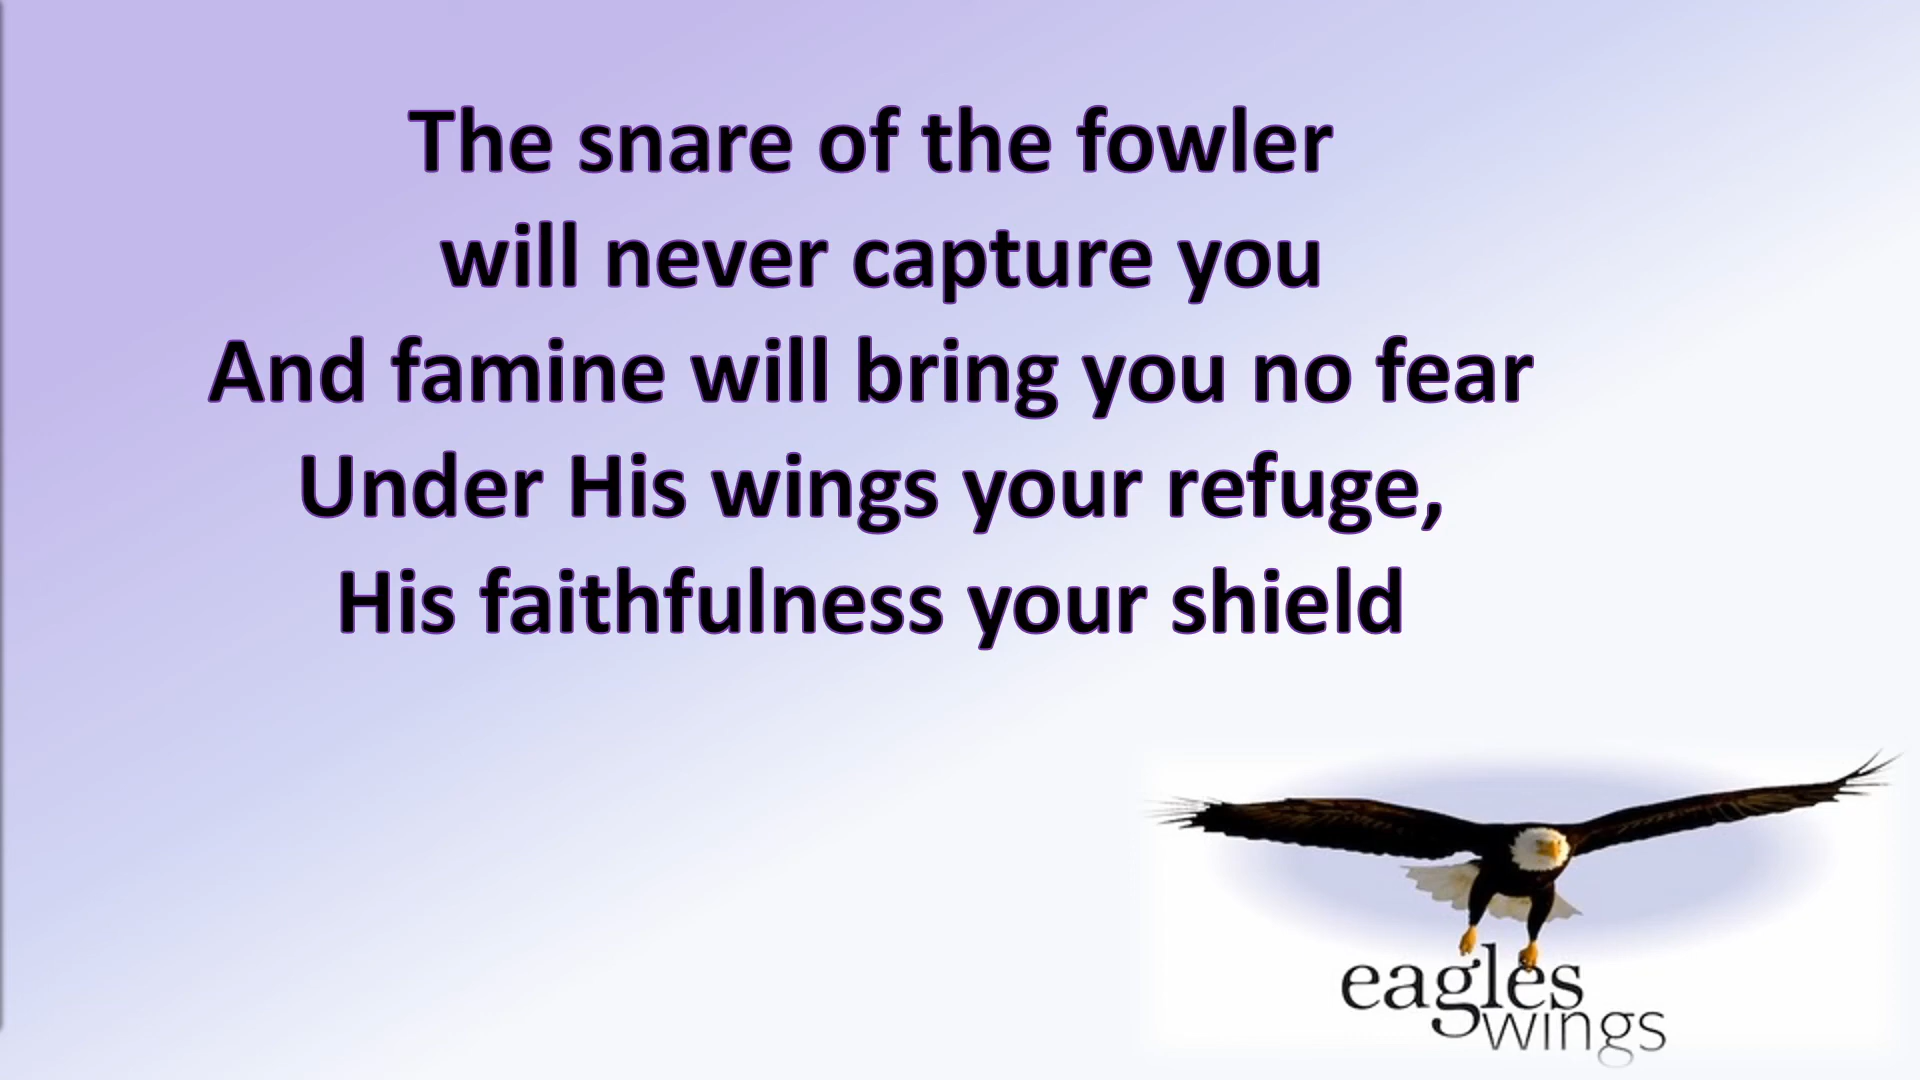 The snare of the fowler
will never capture you
And famine will bring you no fear
Under His wings your refuge,
His faithfulness your shield
eagles
wings